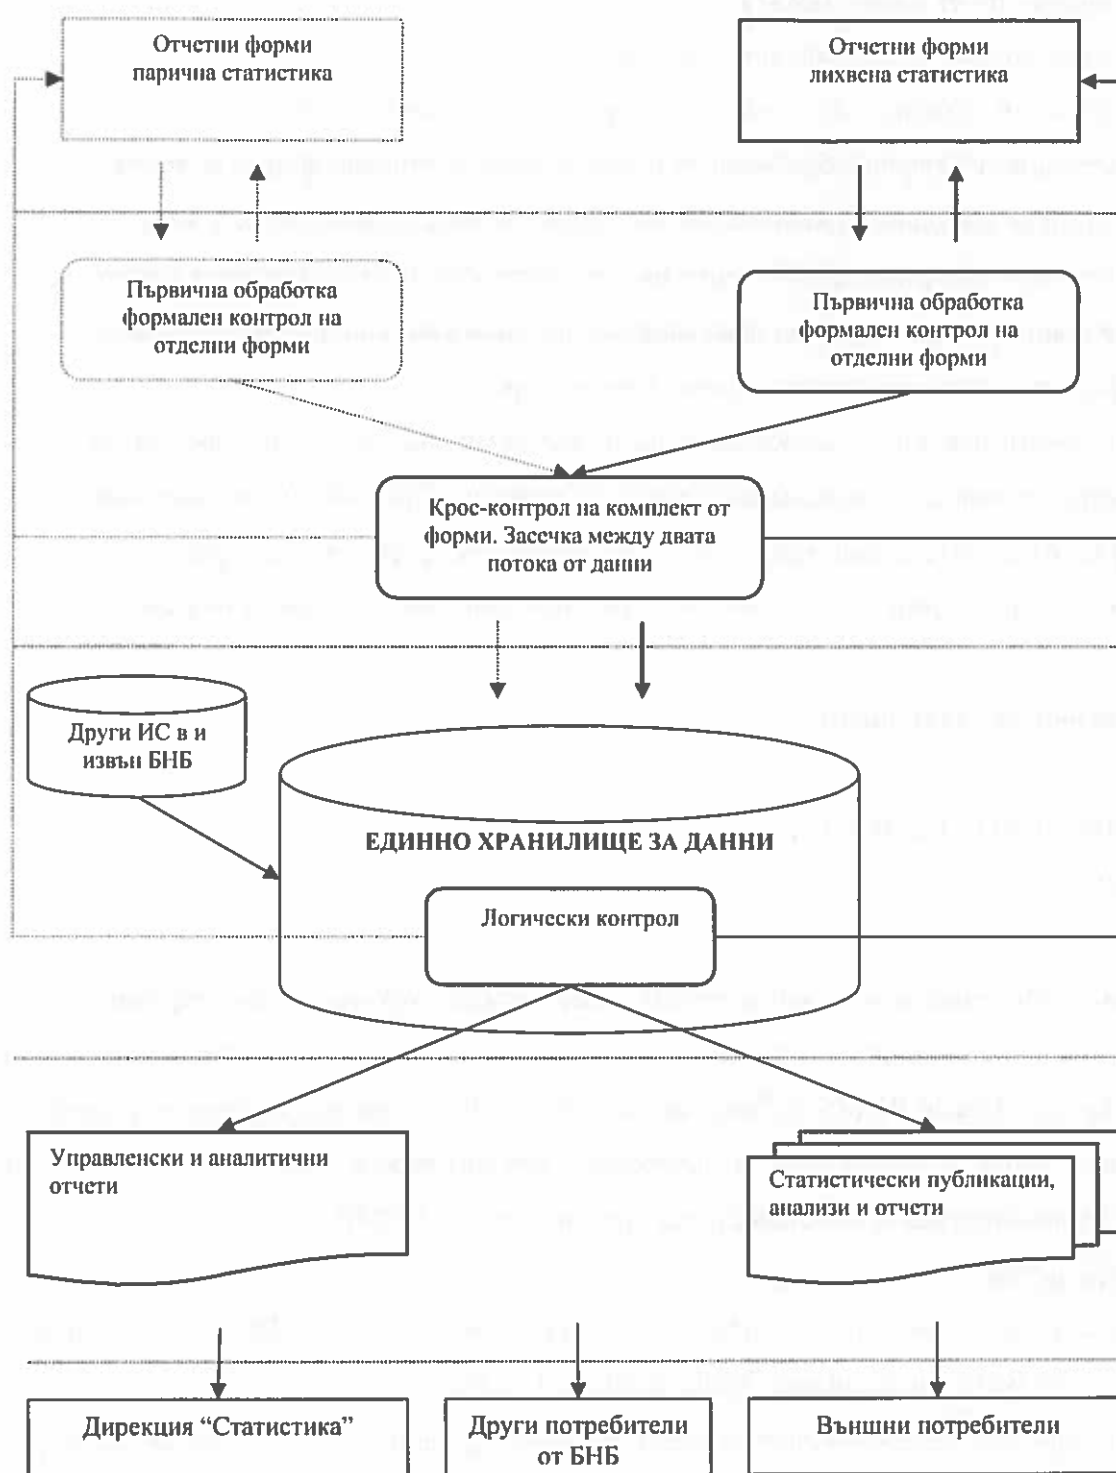 Отчетни форми
парична статистика
Отчетни форми
лихвена статистика
Първична обработка
формален контрол на
отделни форми
Първична обработка
формален контрол на
отделни форми
Крос-контрол на комплект от
форми. Засечка между двата
потока от данни
Други ИС в и
извън БНБ
ЕДИННО ХРАНИЛИЩЕ ЗА ДАННИ
Логически контрол
Управленски и аналитични
отчети
Статистически публикации,
анализи и отчети
Дирекция “Статистика”
Други потребители
от БНБ
Външни потребители